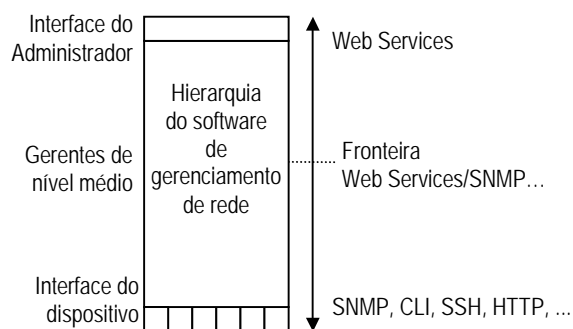 Interface do
Administrador
Web Services
Hierarquia
do software
de
gerenciamento
de rede
Gerentes de
nível médio
Fronteira
Web Services/SNMP...
Interface do
dispositivo
SNMP, CLI, SSH, HTTP, ...